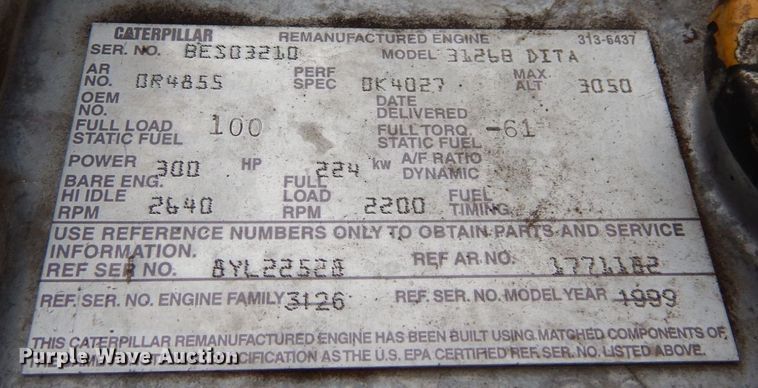 CATERPILLAR REMANUFACTURED ENGINE 313-6437
SER. NO. BES03210 MODEL 3126B DITA
AR NO. 0R4855 PERF SPEC 0K4027 MAX ALT 3050
OEM NO. DATE DELIVERED
FULL LOAD STATIC FUEL 100 FULL TORQ STATIC FUEL -61
POWER 300 HP 224 kW A/F RATIO DYNAMIC
BARE ENG. HI IDLE RPM 2640 FULL LOAD RPM 2200 FUEL TIMING
USE REFERENCE NUMBERS ONLY TO OBTAIN PARTS AND SERVICE
INFORMATION.
REF SER NO. 8YL22528 REF AR NO. 1771182
REF. SER. NO. ENGINE FAMILY 3126 REF. SER. NO. MODEL YEAR 1999
THIS CATERPILLAR REMANUFACTURED ENGINE HAS BEEN BUILT USING MATCHED COMPONENTS OF
SPECIFICATION AS THE U.S. EPA CERTIFIED REF. SER. NO. LISTED ABOVE.
Purple Wave Auction